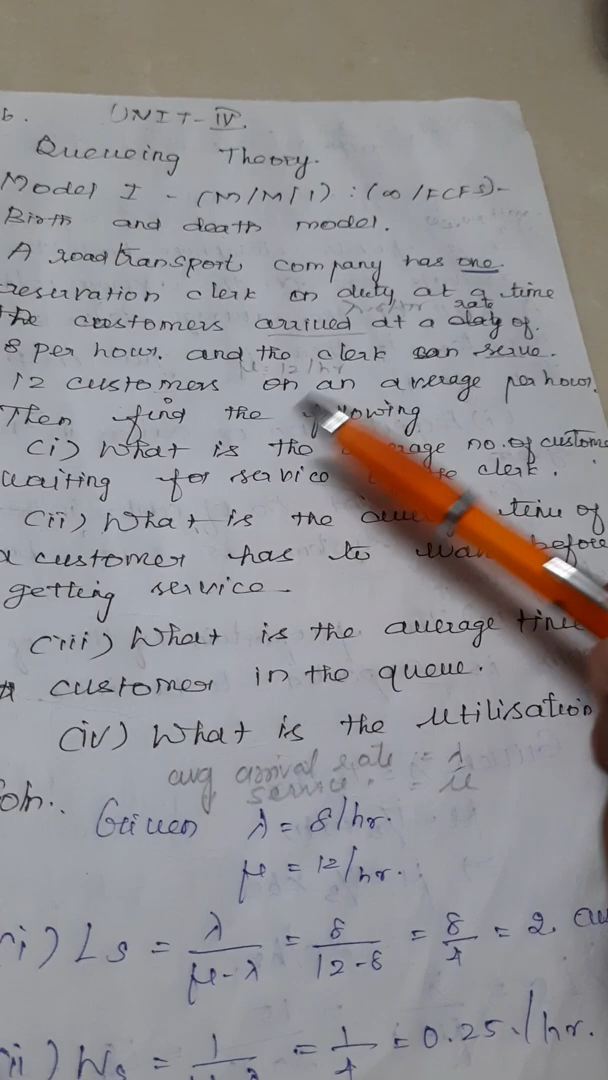 6.
UNIT-IV
Queueing Theory.
Model I - (M/M/1) : (∞/FCFS)-
Birth and death model.
A road transport company has one
reservation clerk on duty at a time
rate
The customers arrived at a
8 per hour. and the clerk can serve.
μ = 12/hr
12 customers on an average per hour.
Then find the following
(i) What is the no. of custome
waiting for service clerk.
(ii) What is the time of
a customer has to before
getting service
(iii) What is the average time
customer in the queue.
(iv) What is the utilisation
avg arrival rate = λ
service = μ
Soln.. Given λ = 8/hr.
μ = 12/hr.
(i) Ls = λ/μ-λ = 8/12-8 = 8/4 = 2
(ii) Ws = 1/ = 1/4 = 0.25./hr.